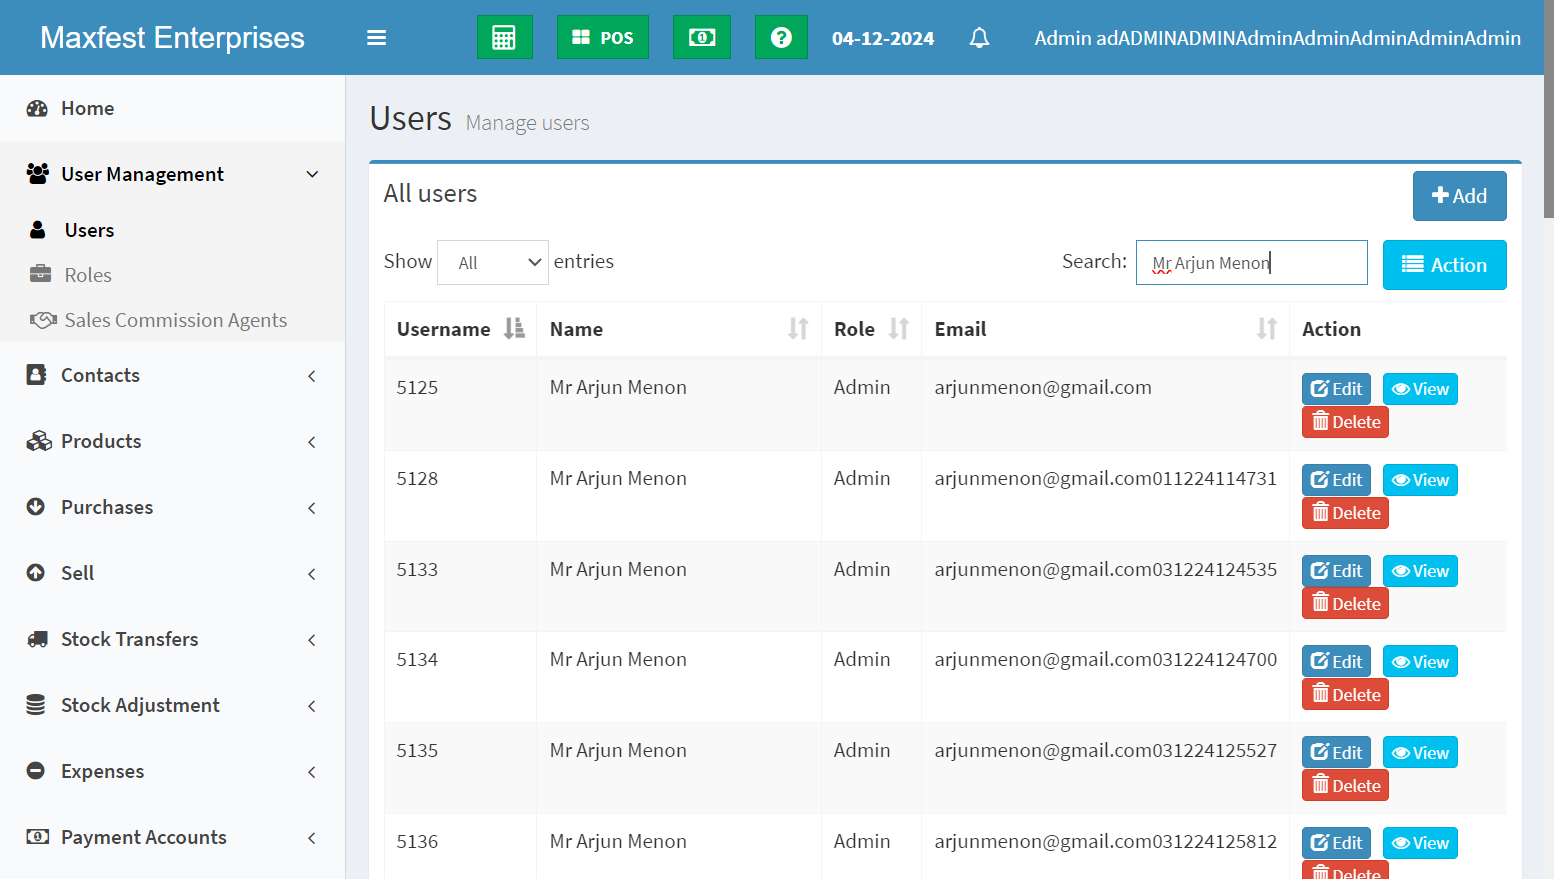 Maxfest Enterprises
POS
04-12-2024
Admin adADMINADMINAdminAdminAdminAdminAdmin
Home
User Management
Users
Roles
Sales Commission Agents
Contacts
Products
Purchases
Sell
Stock Transfers
Stock Adjustment
Expenses
Payment Accounts
Users Manage users
All users
Add
Show All entries
Search: Mr Arjun Menon
Action
Username Name Role Email Action
5125 Mr Arjun Menon Admin arjunmenon@gmail.com Edit View
Delete
5128 Mr Arjun Menon Admin arjunmenon@gmail.com011224114731 Edit View
Delete
5133 Mr Arjun Menon Admin arjunmenon@gmail.com031224124535 Edit View
Delete
5134 Mr Arjun Menon Admin arjunmenon@gmail.com031224124700 Edit View
Delete
5135 Mr Arjun Menon Admin arjunmenon@gmail.com031224125527 Edit View
Delete
5136 Mr Arjun Menon Admin arjunmenon@gmail.com031224125812 Edit View
Delete